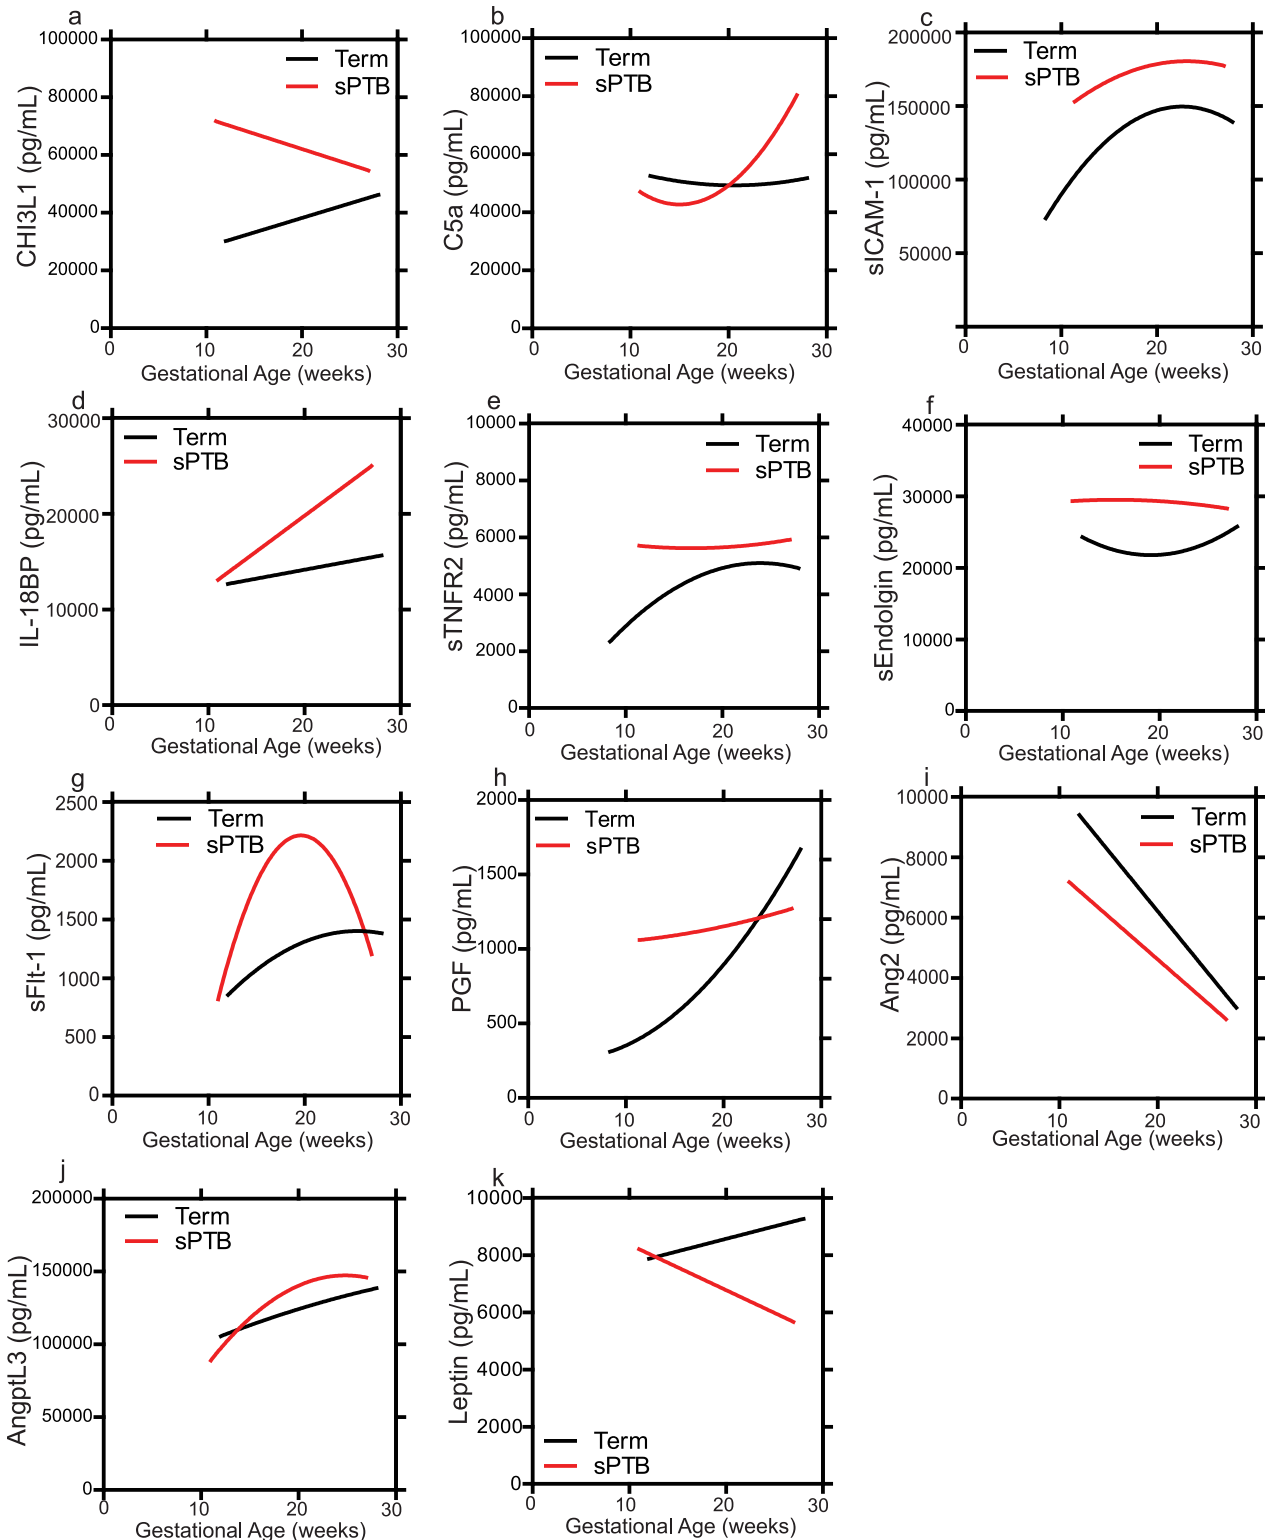 a
CHI3L1 (pg/mL)
100000
80000
60000
40000
20000
0
Term
sPTB
0 10 20 30
Gestational Age (weeks)
b
C5a (pg/mL)
100000
80000
60000
40000
20000
0
Term
sPTB
0 10 20 30
Gestational Age (weeks)
c
sICAM-1 (pg/mL)
200000
150000
100000
50000
Term
sPTB
0 10 20 30
Gestational Age (weeks)
d
IL-18BP (pg/mL)
30000
20000
10000
0
Term
sPTB
0 10 20 30
Gestational Age (weeks)
e
sTNFR2 (pg/mL)
10000
8000
6000
4000
2000
0
Term
sPTB
0 10 20 30
Gestational Age (weeks)
f
sEndolgin (pg/mL)
40000
30000
20000
10000
0
Term
sPTB
0 10 20 30
Gestational Age (weeks)
g
sFlt-1 (pg/mL)
2500
2000
1500
1000
500
0
Term
sPTB
0 10 20 30
Gestational Age (weeks)
h
PGF (pg/mL)
2000
1500
1000
500
0
Term
sPTB
0 10 20 30
Gestational Age (weeks)
i
Ang2 (pg/mL)
10000
8000
6000
4000
2000
0
Term
sPTB
0 10 20 30
Gestational Age (weeks)
j
AngptL3 (pg/mL)
200000
150000
100000
50000
0
Term
sPTB
0 10 20 30
Gestational Age (weeks)
k
Leptin (pg/mL)
10000
8000
6000
4000
2000
0
Term
sPTB
0 10 20 30
Gestational Age (weeks)